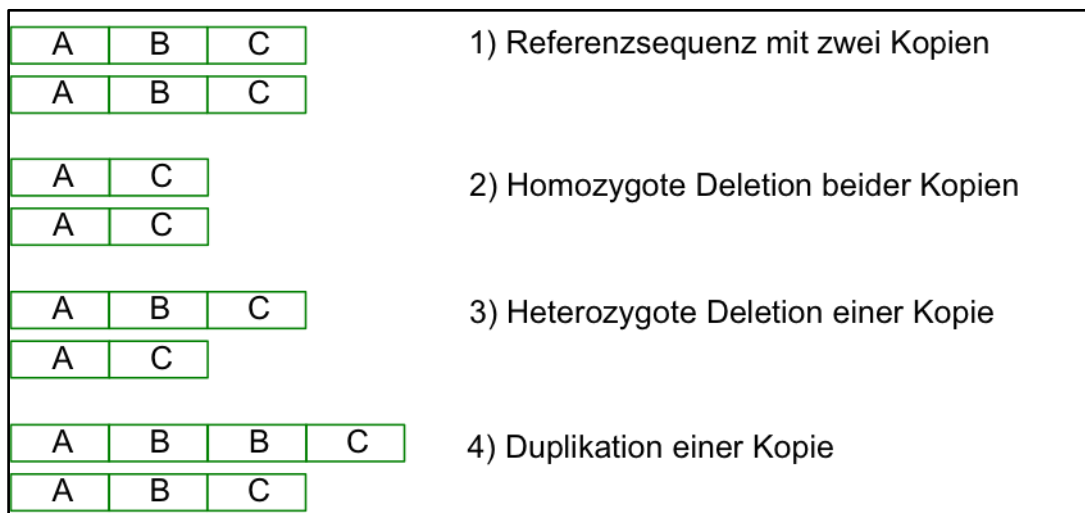 A B C 1) Referenzsequenz mit zwei Kopien
A B C
A C 2) Homozygote Deletion beider Kopien
A C
A B C 3) Heterozygote Deletion einer Kopie
A C
A B B C 4) Duplikation einer Kopie
A B C